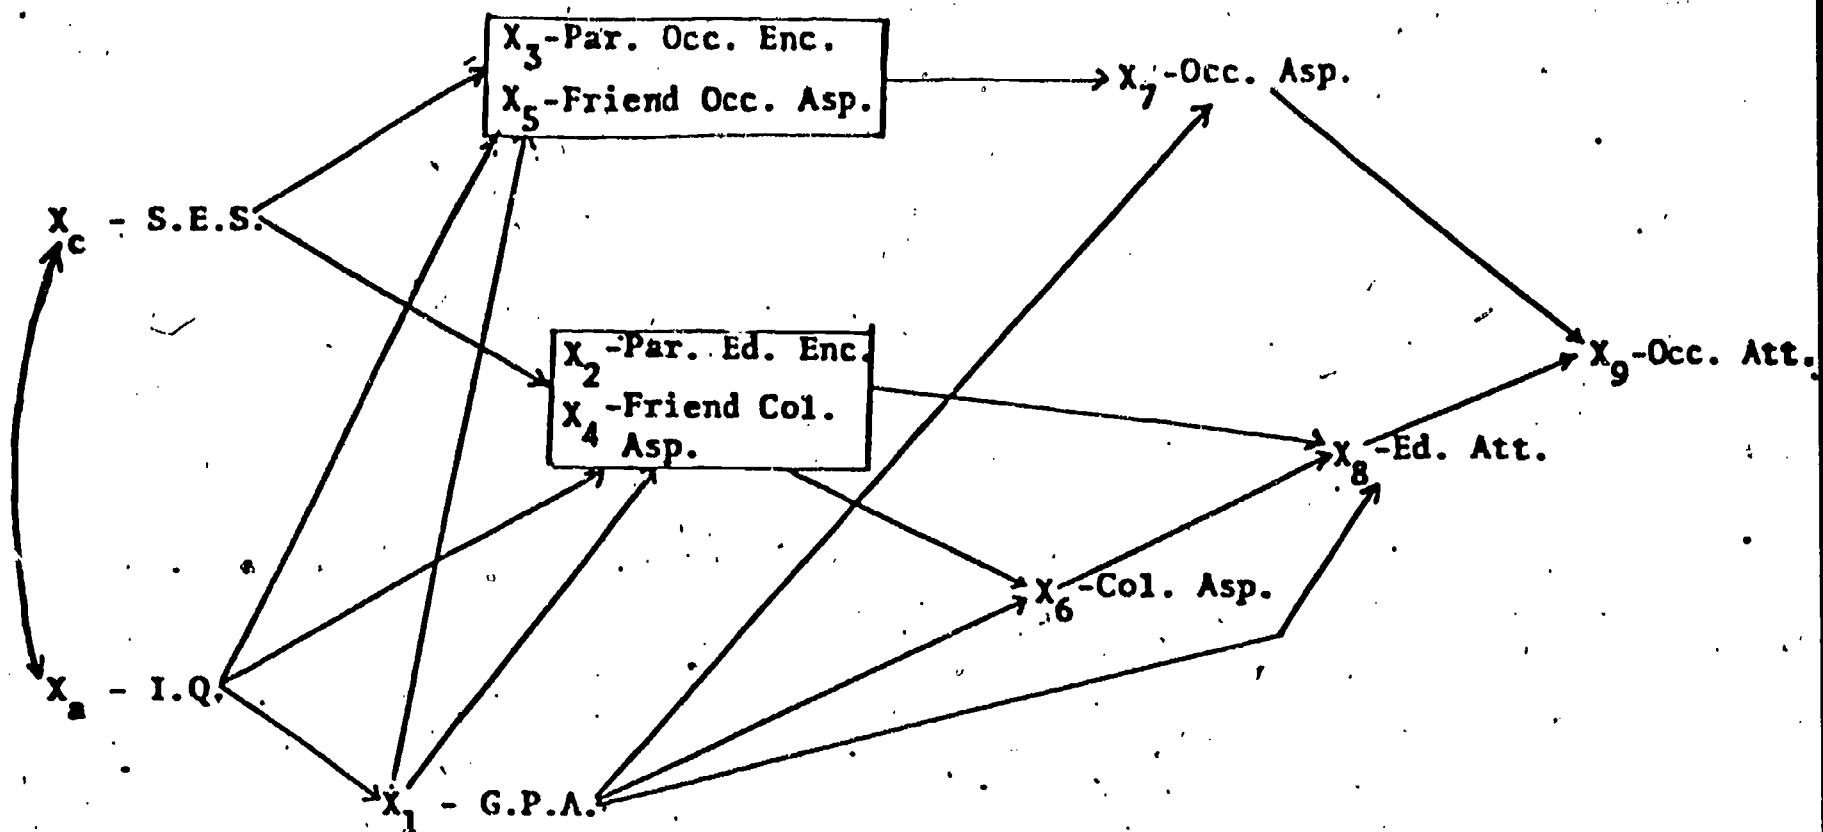 X3-Par. Occ. Enc.
X5-Friend Occ. Asp.
X7-Occ. Asp.
Xc - S.E.S.
X2-Par. Ed. Enc.
X4-Friend Col.
Asp.
X9-Occ. Att.
X8-Ed. Att.
X6-Col. Asp.
Xa - I.Q.
X1 - G.P.A.